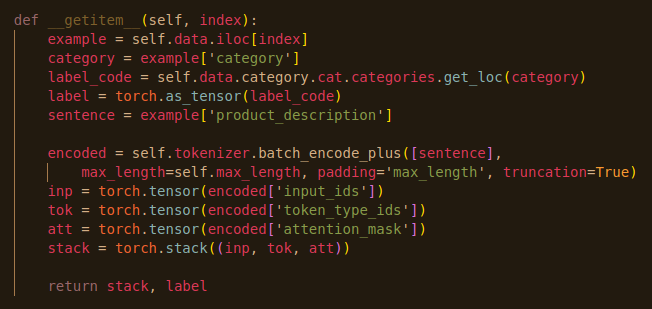 def __getitem__(self, index):
    example = self.data.iloc[index]
    category = example['category']
    label_code = self.data.category.cat.categories.get_loc(category)
    label = torch.as_tensor(label_code)
    sentence = example['product_description']

    encoded = self.tokenizer.batch_encode_plus([sentence],
        max_length=self.max_length, padding='max_length', truncation=True)
    inp = torch.tensor(encoded['input_ids'])
    tok = torch.tensor(encoded['token_type_ids'])
    att = torch.tensor(encoded['attention_mask'])
    stack = torch.stack((inp, tok, att))

    return stack, label